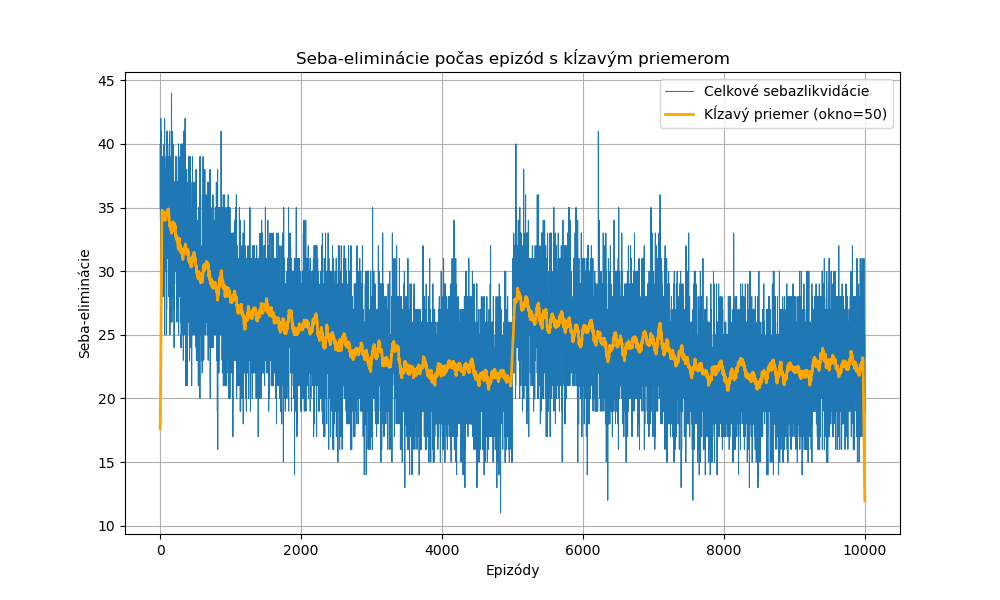 Seba-eliminácie počas epizód s kĺzavým priemerom
Celkové sebazlikvidácie
Kĺzavý priemer (okno=50)
Seba-eliminácie
45
40
35
30
25
20
15
10
0 2000 4000 6000 8000 10000
Epizódy